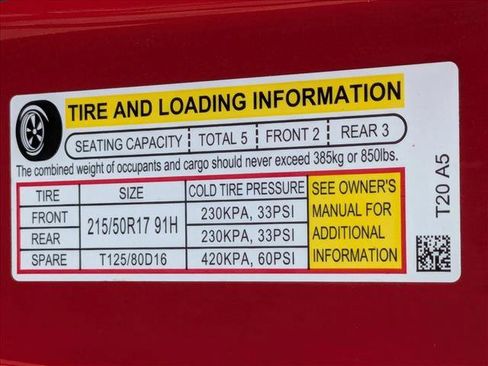 TIRE AND LOADING INFORMATION
SEATING CAPACITY TOTAL 5 FRONT 2 REAR 3
The combined weight of occupants and cargo should never exceed 385kg or 850lbs.
TIRE SIZE COLD TIRE PRESSURE
FRONT 215/50R17 91H 230KPA, 33PSI
REAR 230KPA, 33PSI
SPARE T125/80D16 420KPA, 60PSI
SEE OWNER'S
MANUAL FOR
ADDITIONAL
INFORMATION
T20 A5